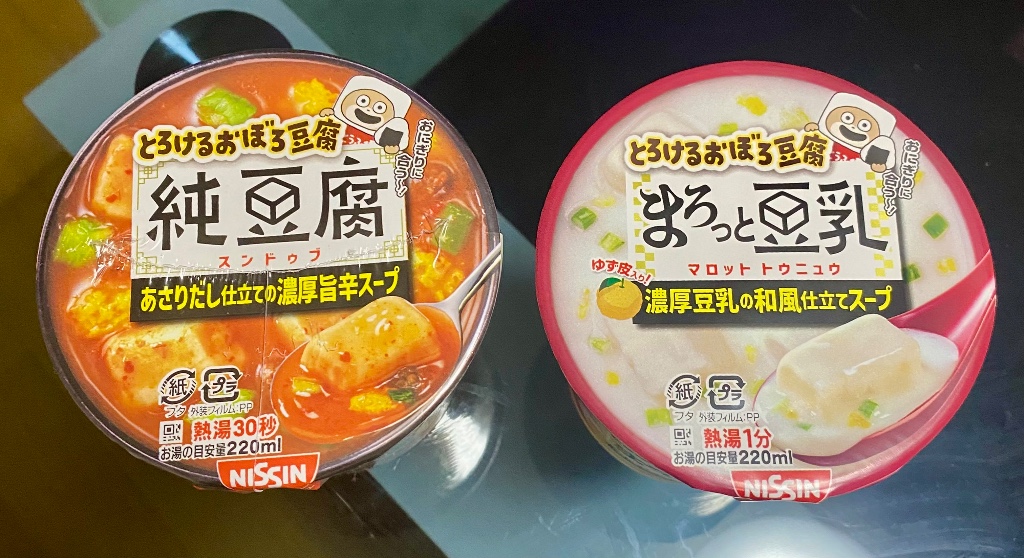 おにぎりに
合う〜!
とろけるおぼろ豆腐
純豆腐
スンドゥブ
あさりだし仕立ての濃厚旨辛スープ
紙
フタ
プラ
外装フィルム:PP
熱湯30秒
お湯の目安量220ml
NISSIN
おにぎりに
合う〜!
とろけるおぼろ豆腐
まろっと豆乳
マロット トウニュウ
ゆず皮入り!
濃厚豆乳の和風仕立てスープ
紙
フタ
プラ
外装フィルム:PP
熱湯1分
お湯の目安量220ml
NISSIN